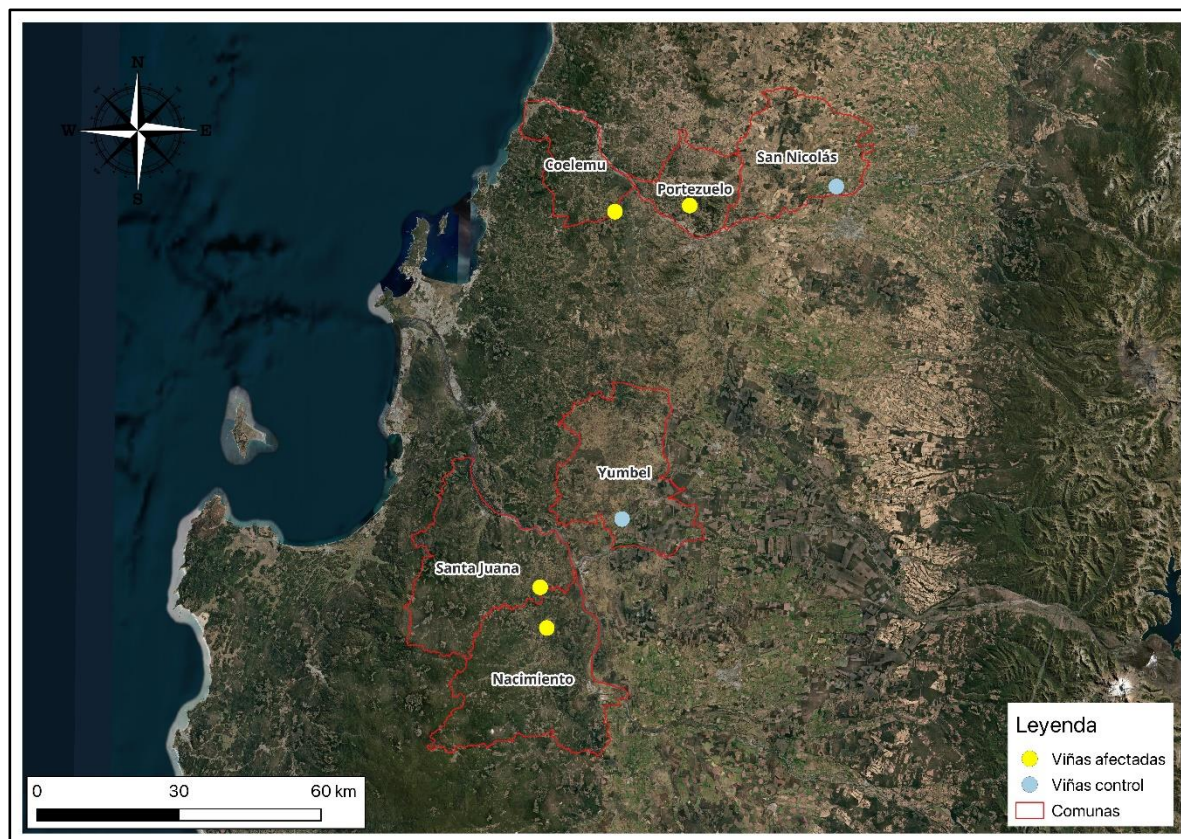 N
W
E
S
Coelemu
San Nicolás
Portezuelo
Yumbel
Santa Juana
Nacimiento
Leyenda
Viñas afectadas
Viñas control
Comunas
0 30 60 km